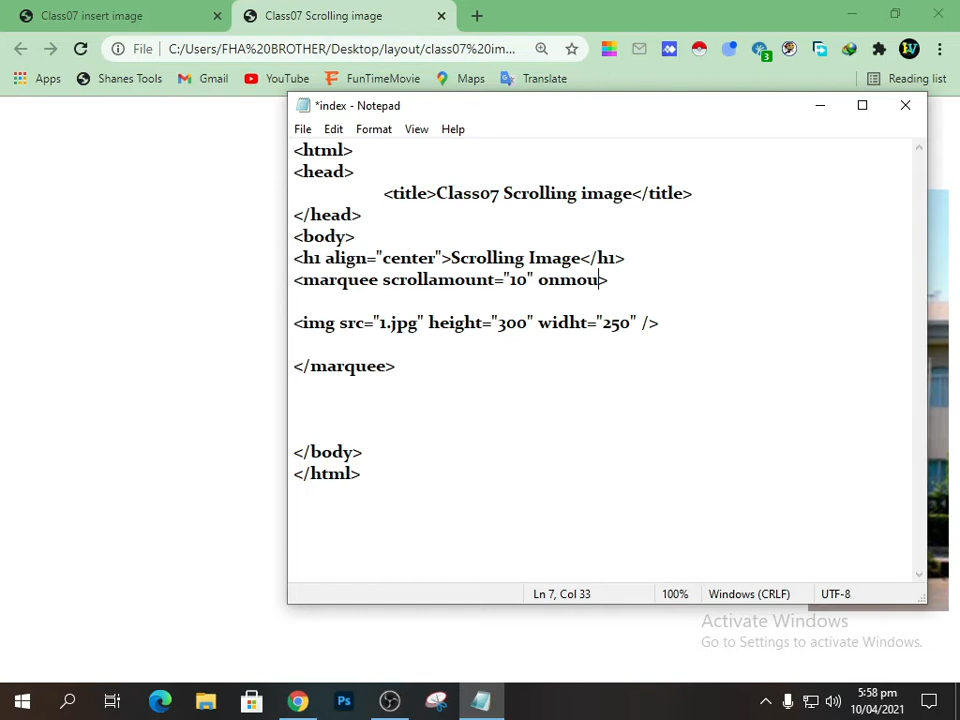 Class07 insert image
Class07 Scrolling image
File
C:/Users/FHA%20BROTHER/Desktop/layout/class07%20im...
3
Apps
Shanes Tools
Gmail
YouTube
FunTimeMovie
Maps
Translate
Reading list
*index - Notepad
File Edit Format View Help
<html>
<head>
<title>Class07 Scrolling image</title>
</head>
<body>
<h1 align="center">Scrolling Image</h1>
<marquee scrollamount="10" onmou>
<img src="1.jpg" height="300" widht="250" />
</marquee>
</body>
</html>
Ln 7, Col 33
100%
Windows (CRLF)
UTF-8
Activate Windows
Go to Settings to activate Windows.
Ps
5:58 pm
10/04/2021